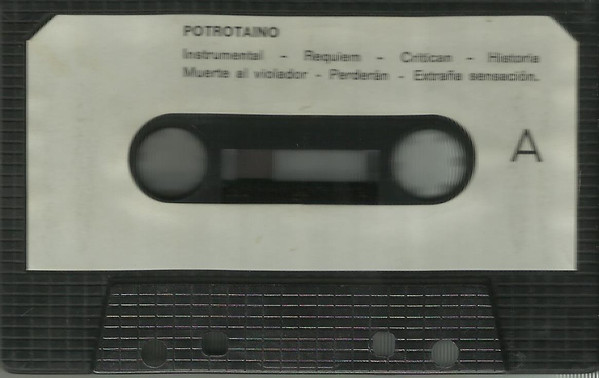 POTROTAINO
Instrumental - Requiem - Critican - Historia
Muerte al violador - Perderán - Extraña sensación.
A